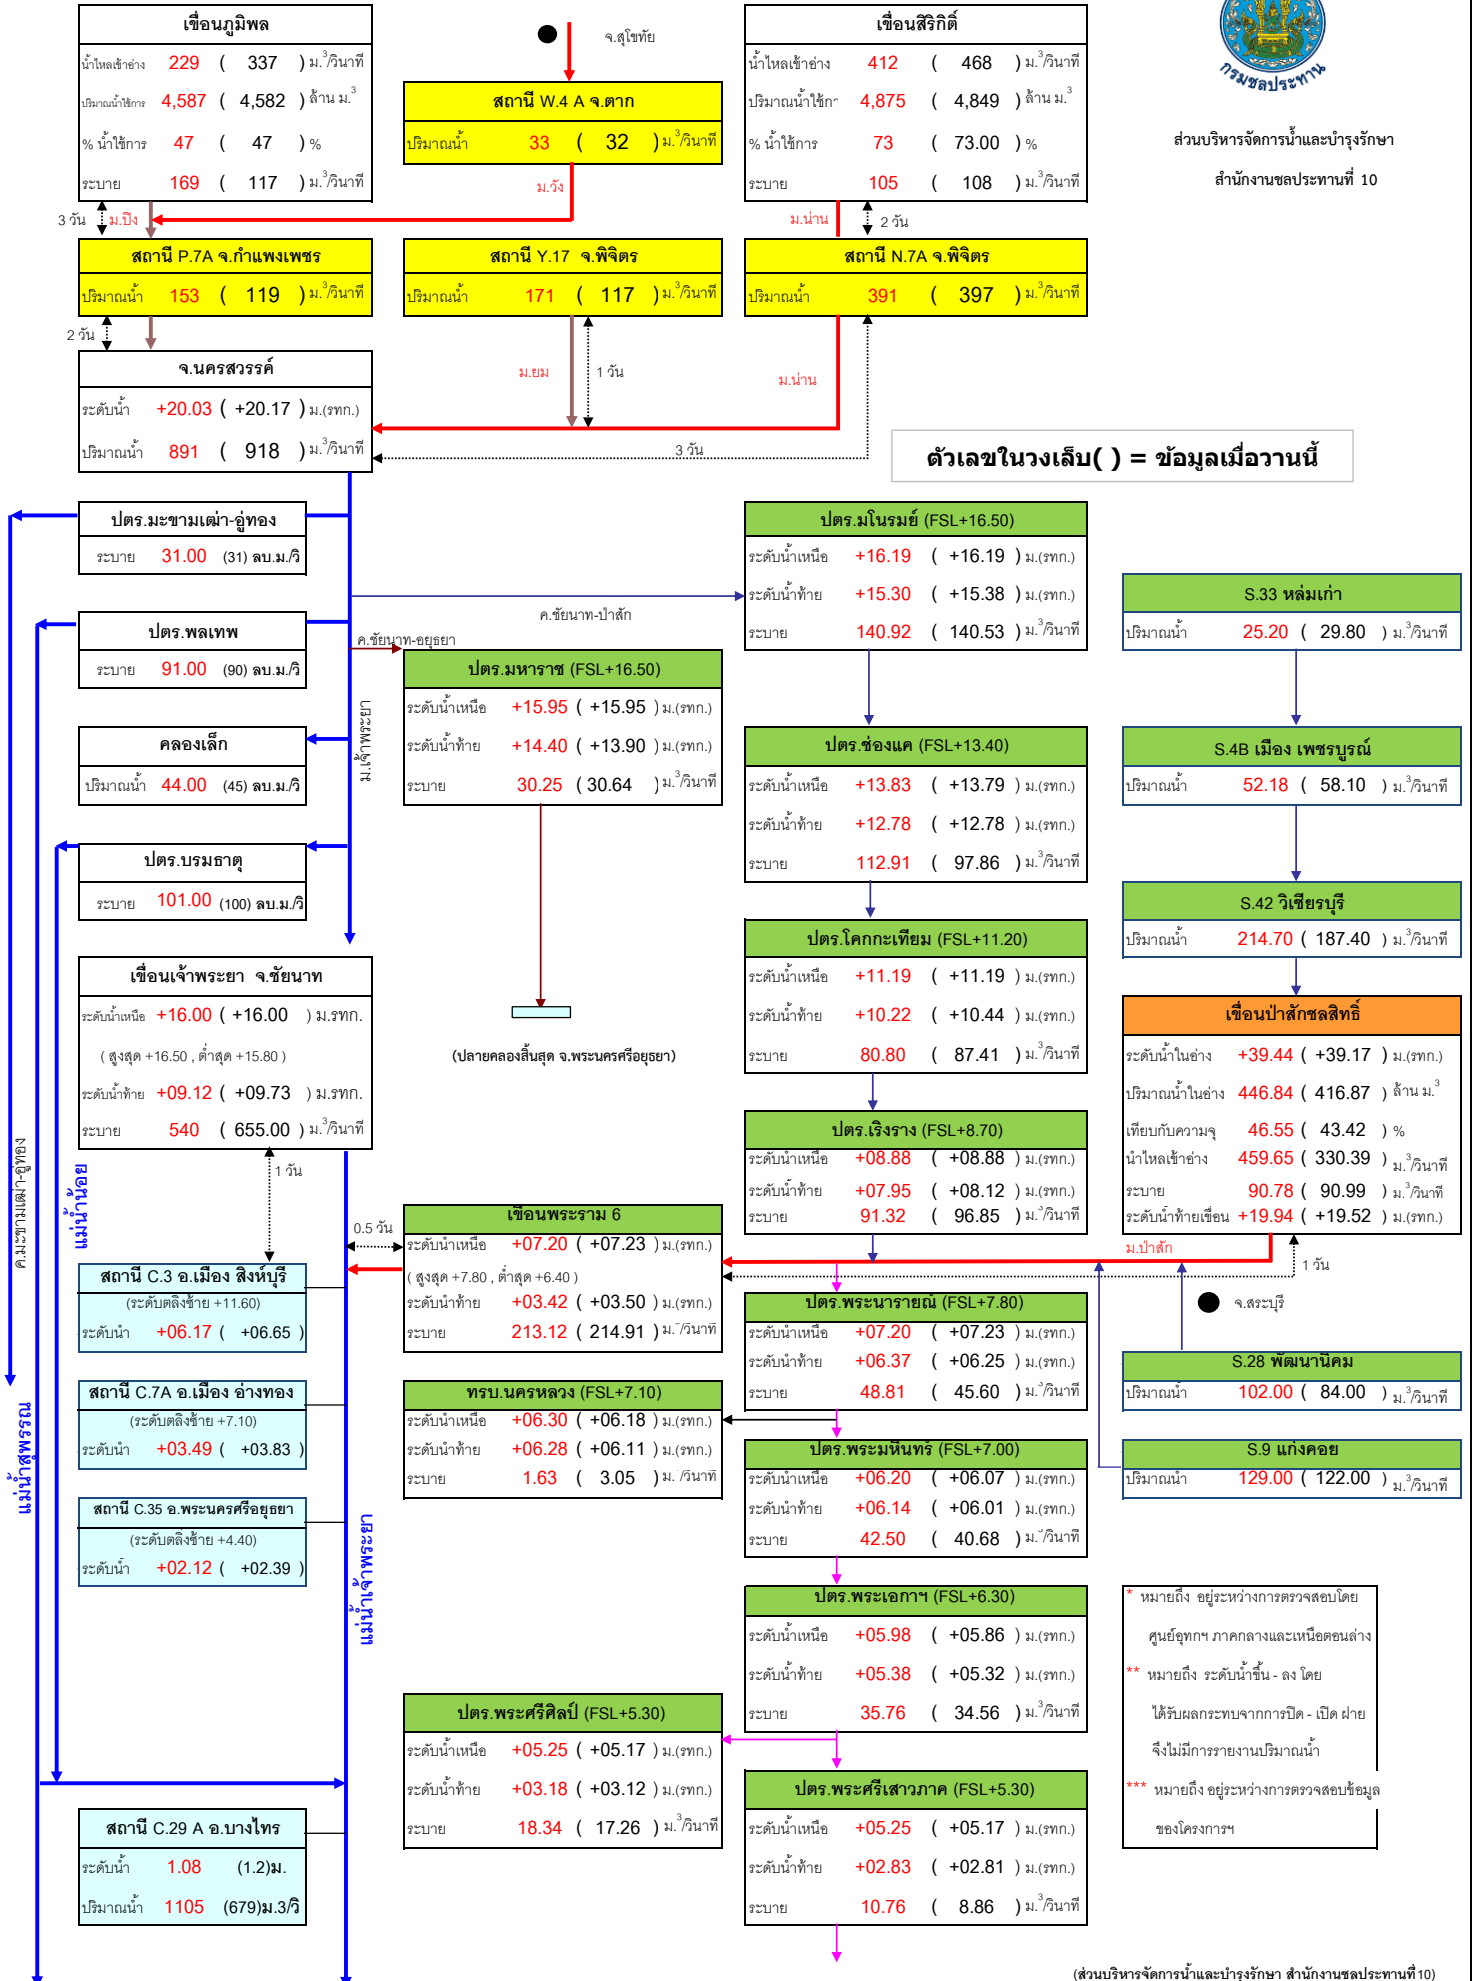 เขื่อนภูมิพล
น้ำไหลเข้าอ่าง 229 ( 337 ) ม.³/วินาที
ปริมาณน้ำใช้การ 4,587 ( 4,582 ) ล้าน ม.³
% น้ำใช้การ 47 ( 47 ) %
ระบาย 169 ( 117 ) ม.³/วินาที
จ.สุโขทัย
สถานี W.4 A จ.ตาก
ปริมาณน้ำ 33 ( 32 ) ม.³/วินาที
เขื่อนสิริกิติ์
น้ำไหลเข้าอ่าง 412 ( 468 ) ม.³/วินาที
ปริมาณน้ำใช้กา 4,875 ( 4,849 ) ล้าน ม.³
% น้ำใช้การ 73 ( 73.00 ) %
ระบาย 105 ( 108 ) ม.³/วินาที
กรมชลประทาน
ส่วนบริหารจัดการน้ำและบำรุงรักษา
สำนักงานชลประทานที่ 10
3 วัน ม.ปิง
ม.วัง
ม.น่าน 2 วัน
สถานี P.7A จ.กำแพงเพชร
ปริมาณน้ำ 153 ( 119 ) ม.³/วินาที
สถานี Y.17 จ.พิจิตร
ปริมาณน้ำ 171 ( 117 ) ม.³/วินาที
สถานี N.7A จ.พิจิตร
ปริมาณน้ำ 391 ( 397 ) ม.³/วินาที
2 วัน
ม.ยม 1 วัน
ม.น่าน
จ.นครสวรรค์
ระดับน้ำ +20.03 ( +20.17 ) ม.(รทก.)
ปริมาณน้ำ 891 ( 918 ) ม.³/วินาที
3 วัน
ตัวเลขในวงเล็บ( ) = ข้อมูลเมื่อวานนี้
ปตร.มะขามเฒ่า-อู่ทอง
ระบาย 31.00 (31) ลบ.ม./วิ
ปตร.พลเทพ
ระบาย 91.00 (90) ลบ.ม./วิ
คลองเล็ก
ปริมาณน้ำ 44.00 (45) ลบ.ม./วิ
ปตร.บรมธาตุ
ระบาย 101.00 (100) ลบ.ม./วิ
ค.ชัยนาท-ป่าสัก
ค.ชัยนาท-อยุธยา
ม.เจ้าพระยา
ปตร.มหาราช (FSL+16.50)
ระดับน้ำเหนือ +15.95 ( +15.95 ) ม.(รทก.)
ระดับน้ำท้าย +14.40 ( +13.90 ) ม.(รทก.)
ระบาย 30.25 ( 30.64 ) ม.³/วินาที
(ปลายคลองสิ้นสุด จ.พระนครศรีอยุธยา)
ปตร.มโนรมย์ (FSL+16.50)
ระดับน้ำเหนือ +16.19 ( +16.19 ) ม.(รทก.)
ระดับน้ำท้าย +15.30 ( +15.38 ) ม.(รทก.)
ระบาย 140.92 ( 140.53 ) ม.³/วินาที
ปตร.ช่องแค (FSL+13.40)
ระดับน้ำเหนือ +13.83 ( +13.79 ) ม.(รทก.)
ระดับน้ำท้าย +12.78 ( +12.78 ) ม.(รทก.)
ระบาย 112.91 ( 97.86 ) ม.³/วินาที
ปตร.โคกกะเทียม (FSL+11.20)
ระดับน้ำเหนือ +11.19 ( +11.19 ) ม.(รทก.)
ระดับน้ำท้าย +10.22 ( +10.44 ) ม.(รทก.)
ระบาย 80.80 ( 87.41 ) ม.³/วินาที
ปตร.เริงราง (FSL+8.70)
ระดับน้ำเหนือ +08.88 ( +08.88 ) ม.(รทก.)
ระดับน้ำท้าย +07.95 ( +08.12 ) ม.(รทก.)
ระบาย 91.32 ( 96.85 ) ม.³/วินาที
S.33 หล่มเก่า
ปริมาณน้ำ 25.20 ( 29.80 ) ม.³/วินาที
S.4B เมือง เพชรบูรณ์
ปริมาณน้ำ 52.18 ( 58.10 ) ม.³/วินาที
S.42 วิเชียรบุรี
ปริมาณน้ำ 214.70 ( 187.40 ) ม.³/วินาที
เขื่อนป่าสักชลสิทธิ์
ระดับน้ำในอ่าง +39.44 ( +39.17 ) ม.(รทก.)
ปริมาณน้ำในอ่าง 446.84 ( 416.87 ) ล้าน ม.³
เทียบกับความจุ 46.55 ( 43.42 ) %
น้ำไหลเข้าอ่าง 459.65 ( 330.39 ) ม.³/วินาที
ระบาย 90.78 ( 90.99 ) ม.³/วินาที
ระดับน้ำท้ายเขื่อน +19.94 ( +19.52 ) ม.(รทก.)
เขื่อนเจ้าพระยา จ.ชัยนาท
ระดับน้ำเหนือ +16.00 ( +16.00 ) ม.รทก.
( สูงสุด +16.50 , ต่ำสุด +15.80 )
ระดับน้ำท้าย +09.12 ( +09.73 ) ม.รทก.
ระบาย 540 ( 655.00 ) ม.³/วินาที
ค.มะขามเฒ่า-อู่ทอง
แม่น้ำน้อย
1 วัน
0.5 วัน
เขื่อนพระราม 6
ระดับน้ำเหนือ +07.20 ( +07.23 ) ม.(รทก.)
( สูงสุด +7.80 , ต่ำสุด +6.40 )
ระดับน้ำท้าย +03.42 ( +03.50 ) ม.(รทก.)
ระบาย 213.12 ( 214.91 ) ม.³/วินาที
ม.ป่าสัก
1 วัน
จ.สระบุรี
สถานี C.3 อ.เมือง สิงห์บุรี
(ระดับตลิ่งซ้าย +11.60)
ระดับน้ำ +06.17 ( +06.65 )
สถานี C.7A อ.เมือง อ่างทอง
(ระดับตลิ่งซ้าย +7.10)
ระดับน้ำ +03.49 ( +03.83 )
สถานี C.35 อ.พระนครศรีอยุธยา
(ระดับตลิ่งซ้าย +4.40)
ระดับน้ำ +02.12 ( +02.39 )
แม่น้ำสุพรรณ
แม่น้ำเจ้าพระยา
ทรบ.นครหลวง (FSL+7.10)
ระดับน้ำเหนือ +06.30 ( +06.18 ) ม.(รทก.)
ระดับน้ำท้าย +06.28 ( +06.11 ) ม.(รทก.)
ระบาย 1.63 ( 3.05 ) ม. /วินาที
ปตร.พระนารายณ์ (FSL+7.80)
ระดับน้ำเหนือ +07.20 ( +07.23 ) ม.(รทก.)
ระดับน้ำท้าย +06.37 ( +06.25 ) ม.(รทก.)
ระบาย 48.81 ( 45.60 ) ม.³/วินาที
ปตร.พระมหินทร์ (FSL+7.00)
ระดับน้ำเหนือ +06.20 ( +06.07 ) ม.(รทก.)
ระดับน้ำท้าย +06.14 ( +06.01 ) ม.(รทก.)
ระบาย 42.50 ( 40.68 ) ม.³/วินาที
S.28 พัฒนานิคม
ปริมาณน้ำ 102.00 ( 84.00 ) ม.³/วินาที
S.9 แก่งคอย
ปริมาณน้ำ 129.00 ( 122.00 ) ม.³/วินาที
ปตร.พระเอกาฯ (FSL+6.30)
ระดับน้ำเหนือ +05.98 ( +05.86 ) ม.(รทก.)
ระดับน้ำท้าย +05.38 ( +05.32 ) ม.(รทก.)
ระบาย 35.76 ( 34.56 ) ม.³/วินาที
ปตร.พระศรีศิลป์ (FSL+5.30)
ระดับน้ำเหนือ +05.25 ( +05.17 ) ม.(รทก.)
ระดับน้ำท้าย +03.18 ( +03.12 ) ม.(รทก.)
ระบาย 18.34 ( 17.26 ) ม.³/วินาที
ปตร.พระศรีเสาวภาค (FSL+5.30)
ระดับน้ำเหนือ +05.25 ( +05.17 ) ม.(รทก.)
ระดับน้ำท้าย +02.83 ( +02.81 ) ม.(รทก.)
ระบาย 10.76 ( 8.86 ) ม.³/วินาที
* หมายถึง อยู่ระหว่างการตรวจสอบโดย
ศูนย์อุทกฯ ภาคกลางและเหนือตอนล่าง
** หมายถึง ระดับน้ำขึ้น - ลง โดย
ได้รับผลกระทบจากการปิด - เปิด ฝาย
จึงไม่มีการรายงานปริมาณน้ำ
*** หมายถึง อยู่ระหว่างการตรวจสอบข้อมูล
ของโครงการฯ
สถานี C.29 A อ.บางไทร
ระดับน้ำ 1.08 (1.2)ม.
ปริมาณน้ำ 1105 (679)ม.3/วิ
(ส่วนบริหารจัดการน้ำและบำรุงรักษา สำนักงานชลประทานที่10)